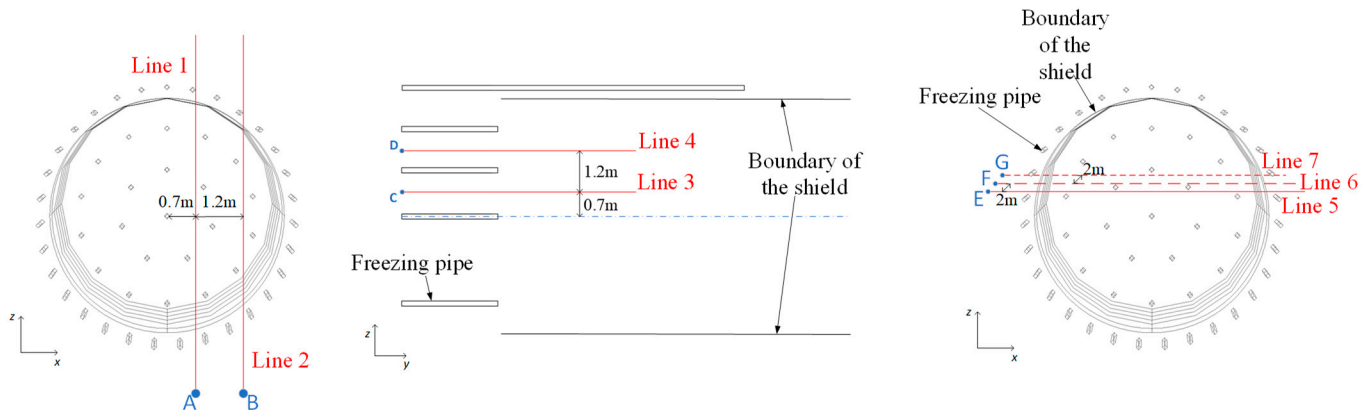 Line 1
0.7m
1.2m
Line 2
A
B
z
x
D
Line 4
1.2m
C
Line 3
0.7m
Boundary of
the shield
Freezing pipe
z
y
Boundary
of the
shield
Freezing pipe
G
Line 7
2m
F
Line 6
E
2m
Line 5
z
x